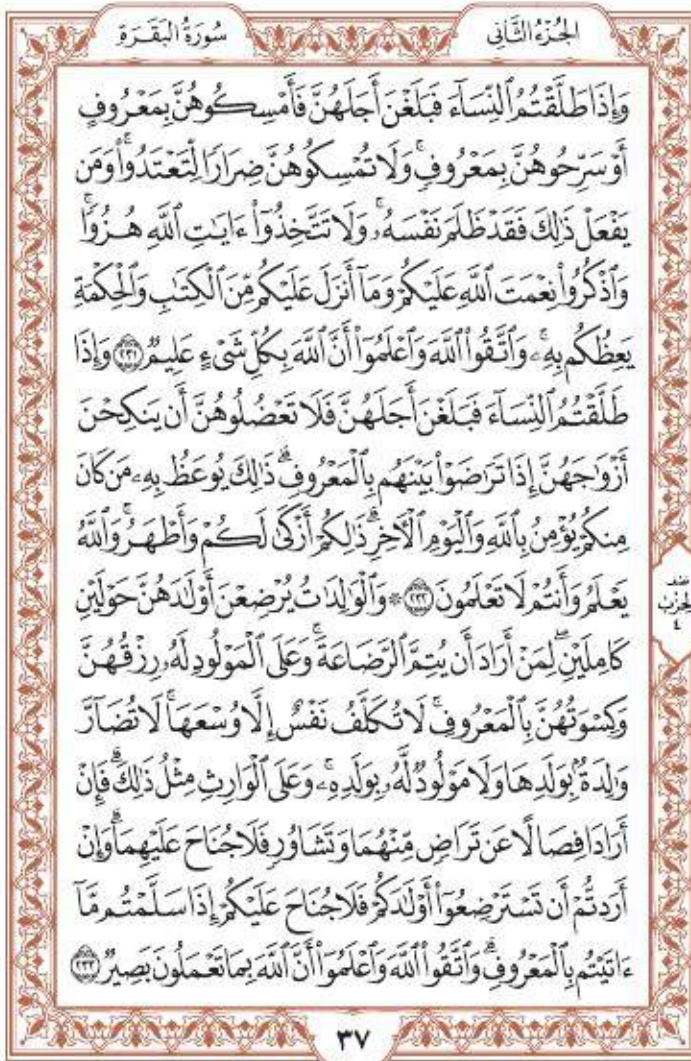 الجُزْءُ الثَّانِى
سُورَةُ البَقَرَةِ
وَإِذَا طَلَّقْتُمُ ٱلنِّسَآءَ فَبَلَغْنَ أَجَلَهُنَّ فَأَمْسِكُوهُنَّ بِمَعْرُوفٍ
أَوْ سَرِّحُوهُنَّ بِمَعْرُوفٍۚ وَلَا تُمْسِكُوهُنَّ ضِرَارًا لِّتَعْتَدُوا۟ۚ وَمَن
يَفْعَلْ ذَٰلِكَ فَقَدْ ظَلَمَ نَفْسَهُۥۚ وَلَا تَتَّخِذُوٓا۟ ءَايَٰتِ ٱللَّهِ هُزُوًاۚ
وَٱذْكُرُوا۟ نِعْمَتَ ٱللَّهِ عَلَيْكُمْ وَمَآ أَنزَلَ عَلَيْكُم مِّنَ ٱلْكِتَٰبِ وَٱلْحِكْمَةِ
يَعِظُكُم بِهِۦۚ وَٱتَّقُوا۟ ٱللَّهَ وَٱعْلَمُوٓا۟ أَنَّ ٱللَّهَ بِكُلِّ شَىْءٍ عَلِيمٌ ٢٣١ وَإِذَا
طَلَّقْتُمُ ٱلنِّسَآءَ فَبَلَغْنَ أَجَلَهُنَّ فَلَا تَعْضُلُوهُنَّ أَن يَنكِحْنَ
أَزْوَٰجَهُنَّ إِذَا تَرَٰضَوْا۟ بَيْنَهُم بِٱلْمَعْرُوفِۗ ذَٰلِكَ يُوعَظُ بِهِۦ مَن كَانَ
مِنكُمْ يُؤْمِنُ بِٱللَّهِ وَٱلْيَوْمِ ٱلْءَاخِرِۗ ذَٰلِكُمْ أَزْكَىٰ لَكُمْ وَأَطْهَرُۚ وَٱللَّهُ
يَعْلَمُ وَأَنتُمْ لَا تَعْلَمُونَ ٢٣٢ ۞ وَٱلْوَٰلِدَٰتُ يُرْضِعْنَ أَوْلَٰدَهُنَّ حَوْلَيْنِ
كَامِلَيْنِۖ لِمَنْ أَرَادَ أَن يُتِمَّ ٱلرَّضَاعَةَۚ وَعَلَى ٱلْمَوْلُودِ لَهُۥ رِزْقُهُنَّ
وَكِسْوَتُهُنَّ بِٱلْمَعْرُوفِۚ لَا تُكَلَّفُ نَفْسٌ إِلَّا وُسْعَهَاۚ لَا تُضَآرَّ
وَٰلِدَةٌۢ بِوَلَدِهَا وَلَا مَوْلُودٌ لَّهُۥ بِوَلَدِهِۦۚ وَعَلَى ٱلْوَارِثِ مِثْلُ ذَٰلِكَۗ فَإِنْ
أَرَادَا فِصَالًا عَن تَرَاضٍ مِّنْهُمَا وَتَشَاوُرٍ فَلَا جُنَاحَ عَلَيْهِمَاۗ وَإِنْ
أَرَدتُّمْ أَن تَسْتَرْضِعُوٓا۟ أَوْلَٰدَكُمْ فَلَا جُنَاحَ عَلَيْكُمْ إِذَا سَلَّمْتُم مَّآ
ءَاتَيْتُم بِٱلْمَعْرُوفِۗ وَٱتَّقُوا۟ ٱللَّهَ وَٱعْلَمُوٓا۟ أَنَّ ٱللَّهَ بِمَا تَعْمَلُونَ بَصِيرٌ ٢٣٣
نصف
الحزب
٤
٣٧